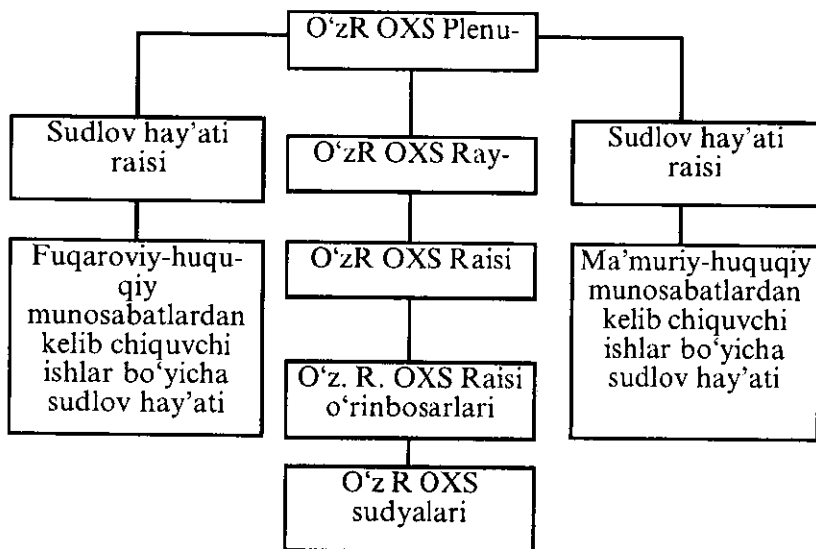 O‘zR OXS Plenu-
Sudlov hay’ati
raisi
O‘zR OXS Ray-
Sudlov hay’ati
raisi
Fuqaroviy-huqu-
qiy
munosabatlardan
kelib chiquvchi
ishlar bo‘yicha
sudlov hay’ati
O‘zR OXS Raisi
Ma’muriy-huquqiy
munosabatlardan
kelib chiquvchi
ishlar bo‘yicha
sudlov hay’ati
O‘z. R. OXS Raisi
o‘rinbosarlari
O‘z R OXS
sudyalari